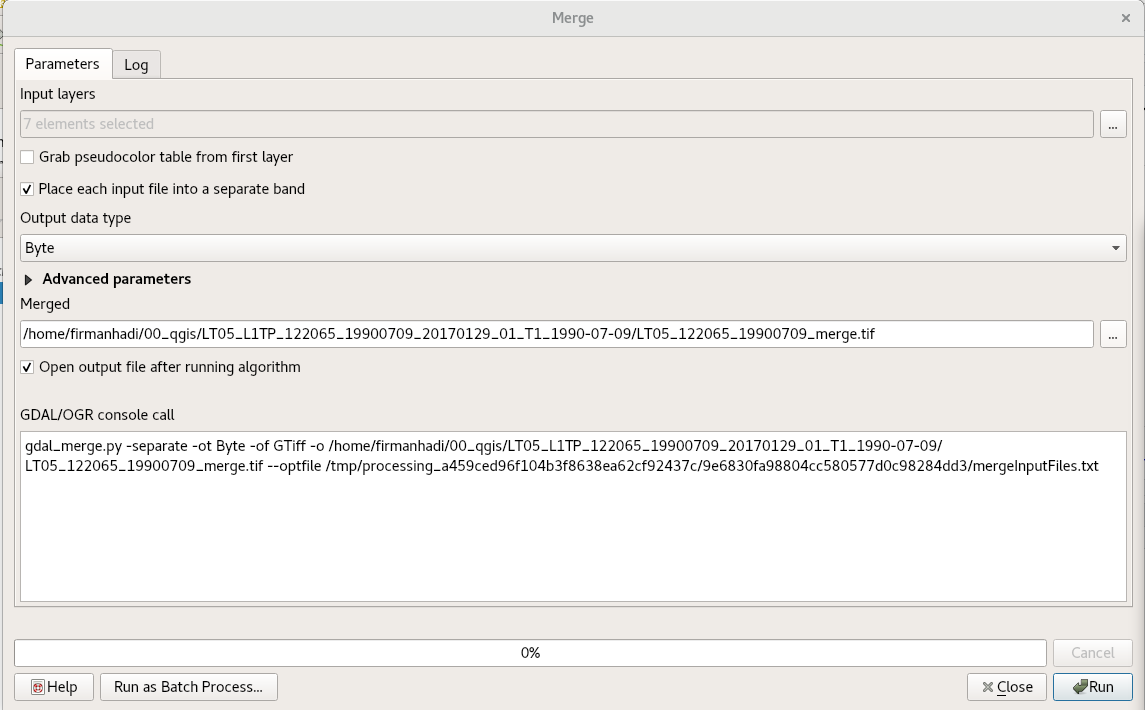 Merge
Parameters
Log
Input layers
7 elements selected
...
Grab pseudocolor table from first layer
Place each input file into a separate band
Output data type
Byte
Advanced parameters
Merged
/home/firmanhadi/00_qgis/LT05_L1TP_122065_19900709_20170129_01_T1_1990-07-09/LT05_122065_19900709_merge.tif
...
Open output file after running algorithm
GDAL/OGR console call
gdal_merge.py -separate -ot Byte -of GTiff -o /home/firmanhadi/00_qgis/LT05_L1TP_122065_19900709_20170129_01_T1_1990-07-09/
LT05_122065_19900709_merge.tif --optfile /tmp/processing_a459ced96f104b3f8638ea62cf92437c/9e6830fa98804cc580577d0c98284dd3/mergeInputFiles.txt
0%
Cancel
Help
Run as Batch Process...
Close
Run